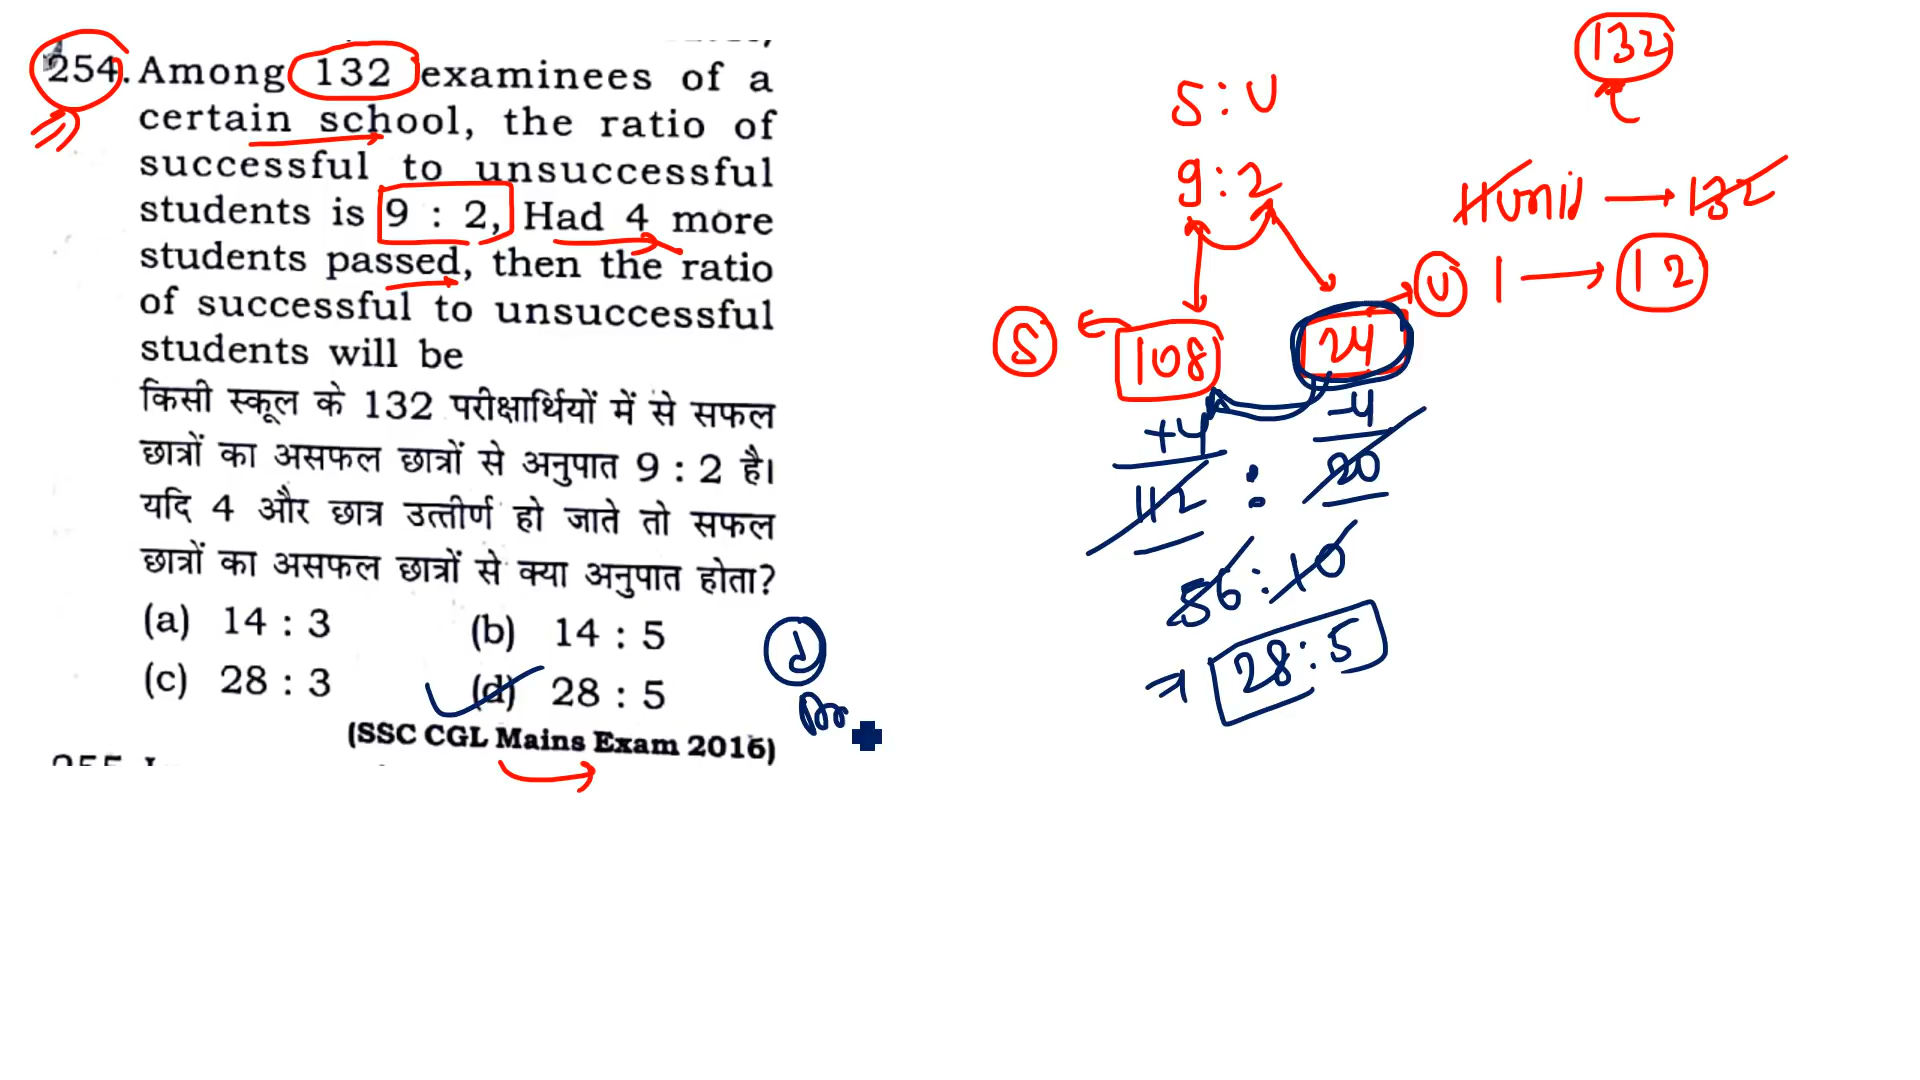 254. Among 132 examinees of a
certain school, the ratio of
successful to unsuccessful
students is 9 : 2, Had 4 more
students passed, then the ratio
of successful to unsuccessful
students will be
किसी स्कूल के 132 परीक्षार्थियों में से सफल
छात्रों का असफल छात्रों से अनुपात 9 : 2 है।
यदि 4 और छात्र उत्तीर्ण हो जाते तो सफल
छात्रों का असफल छात्रों से क्या अनुपात होता?
(a) 14 : 3 (b) 14 : 5
(c) 28 : 3 (d) 28 : 5
(SSC CGL Mains Exam 2016)
d
132
S : U
9 : 2
11 unit → 132
1 → 12
S 108 24 U
+4 -4
112 : 20
56 : 10
28 : 5